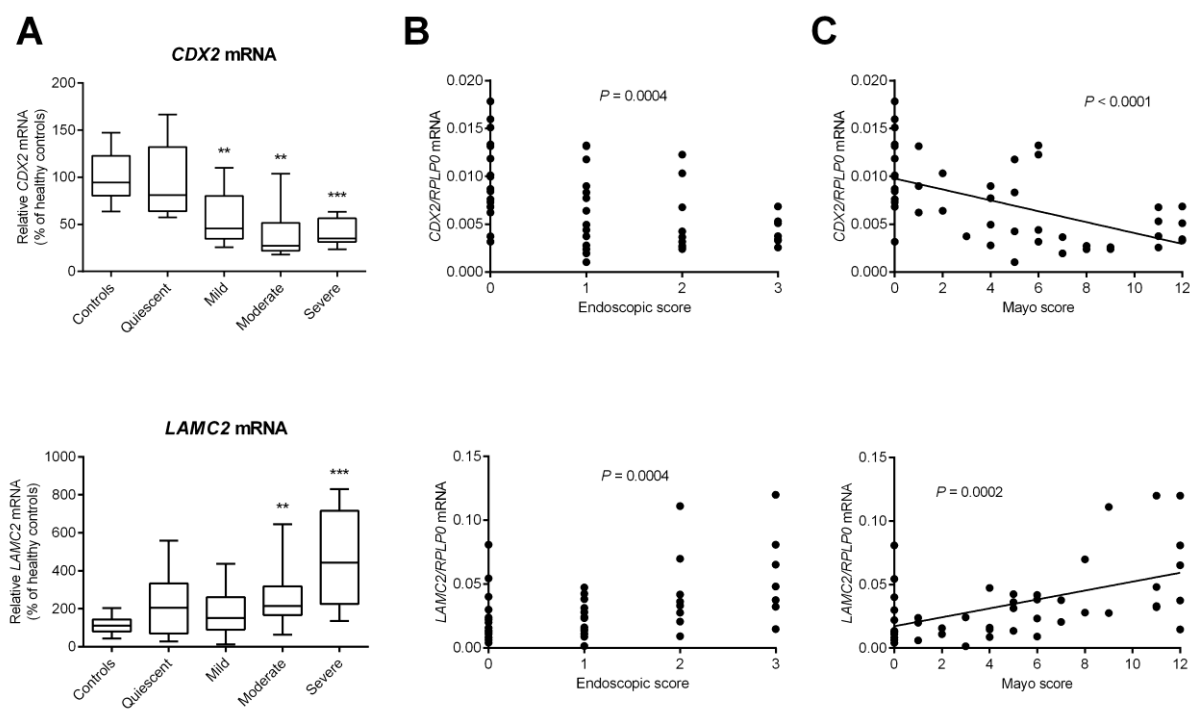 A
CDX2 mRNA
Relative CDX2 mRNA
(% of healthy controls)
200
150
100
50
0
**
**
***
Controls
Quiescent
Mild
Moderate
Severe
B
CDX2/RPLP0 mRNA
0.020
0.015
0.010
0.005
0.000
P = 0.0004
0
1
2
3
Endoscopic score
C
CDX2/RPLP0 mRNA
0.020
0.015
0.010
0.005
0.000
P < 0.0001
0
2
4
6
8
10
12
Mayo score
LAMC2 mRNA
Relative LAMC2 mRNA
(% of healthy controls)
1000
800
600
400
200
0
**
***
Controls
Quiescent
Mild
Moderate
Severe
LAMC2/RPLP0 mRNA
0.15
0.10
0.05
0.00
P = 0.0004
0
1
2
3
Endoscopic score
LAMC2/RPLP0 mRNA
0.15
0.10
0.05
0.00
P = 0.0002
0
2
4
6
8
10
12
Mayo score